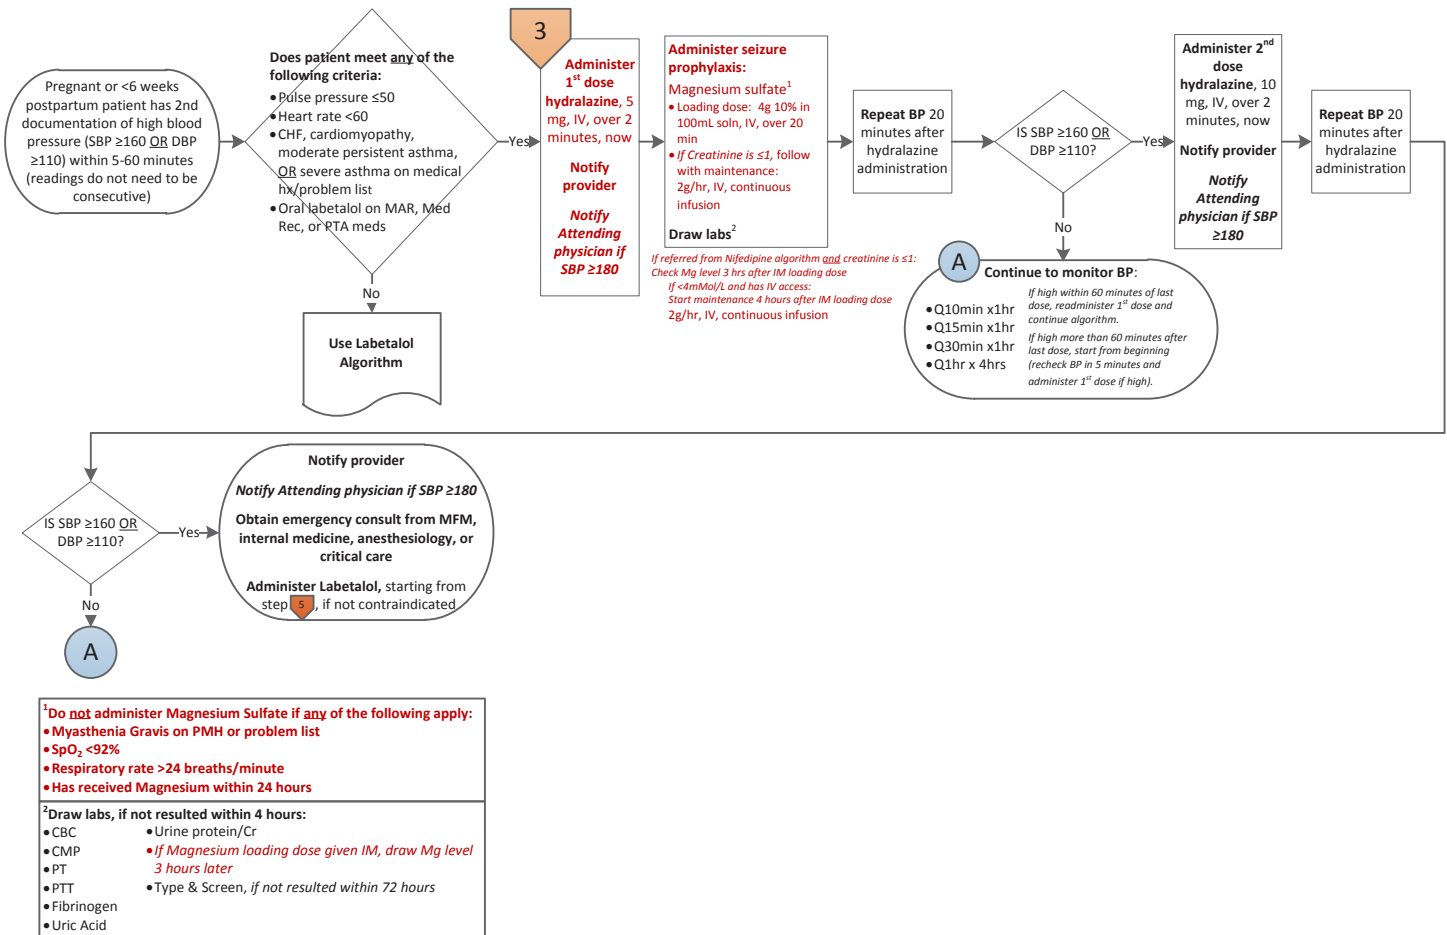 Pregnant or <6 weeks
postpartum patient has 2nd
documentation of high blood
pressure (SBP ≥160 OR DBP
≥110) within 5-60 minutes
(readings do not need to be
consecutive)
Does patient meet any of the
following criteria:
•Pulse pressure ≤50
•Heart rate <60
•CHF, cardiomyopathy,
moderate persistent asthma,
OR severe asthma on medical
hx/problem list
•Oral labetalol on MAR, Med
Rec, or PTA meds
Yes
No
Use Labetalol
Algorithm
3
Administer
1st dose
hydralazine, 5
mg, IV, over 2
minutes, now
Notify
provider
Notify
Attending
physician if
SBP ≥180
Administer seizure
prophylaxis:
Magnesium sulfate1
• Loading dose: 4g 10% in
100mL soln, IV, over 20
min
• If Creatinine is ≤1, follow
with maintenance:
2g/hr, IV, continuous
infusion
Draw labs2
If referred from Nifedipine algorithm and creatinine is ≤1:
Check Mg level 3 hrs after IM loading dose
If <4mMol/L and has IV access:
Start maintenance 4 hours after IM loading dose
2g/hr, IV, continuous infusion
Repeat BP 20
minutes after
hydralazine
administration
IS SBP ≥160 OR
DBP ≥110?
Yes
No
Administer 2nd
dose
hydralazine, 10
mg, IV, over 2
minutes, now
Notify provider
Notify
Attending
physician if SBP
≥180
Repeat BP 20
minutes after
hydralazine
administration
A
Continue to monitor BP:
•Q10min x1hr
•Q15min x1hr
•Q30min x1hr
•Q1hr x 4hrs
If high within 60 minutes of last
dose, readminister 1st dose and
continue algorithm.
If high more than 60 minutes after
last dose, start from beginning
(recheck BP in 5 minutes and
administer 1st dose if high).
IS SBP ≥160 OR
DBP ≥110?
Yes
No
A
Notify provider
Notify Attending physician if SBP ≥180
Obtain emergency consult from MFM,
internal medicine, anesthesiology, or
critical care
Administer Labetalol, starting from
step 5, if not contraindicated
1Do not administer Magnesium Sulfate if any of the following apply:
•Myasthenia Gravis on PMH or problem list
•SpO2 <92%
•Respiratory rate >24 breaths/minute
•Has received Magnesium within 24 hours
2Draw labs, if not resulted within 4 hours:
•CBC
•CMP
•PT
•PTT
•Fibrinogen
•Uric Acid
•Urine protein/Cr
•If Magnesium loading dose given IM, draw Mg level
3 hours later
•Type & Screen, if not resulted within 72 hours